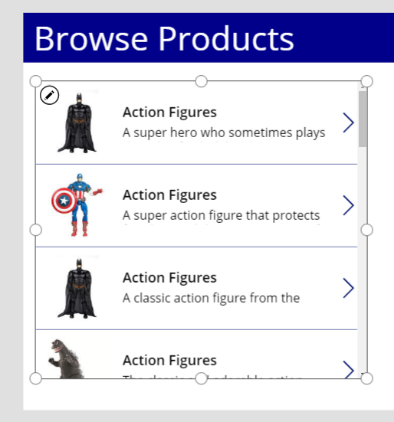 Browse Products
Action Figures
A super hero who sometimes plays
Action Figures
A super action figure that protects
Action Figures
A classic action figure from the
Action Figures